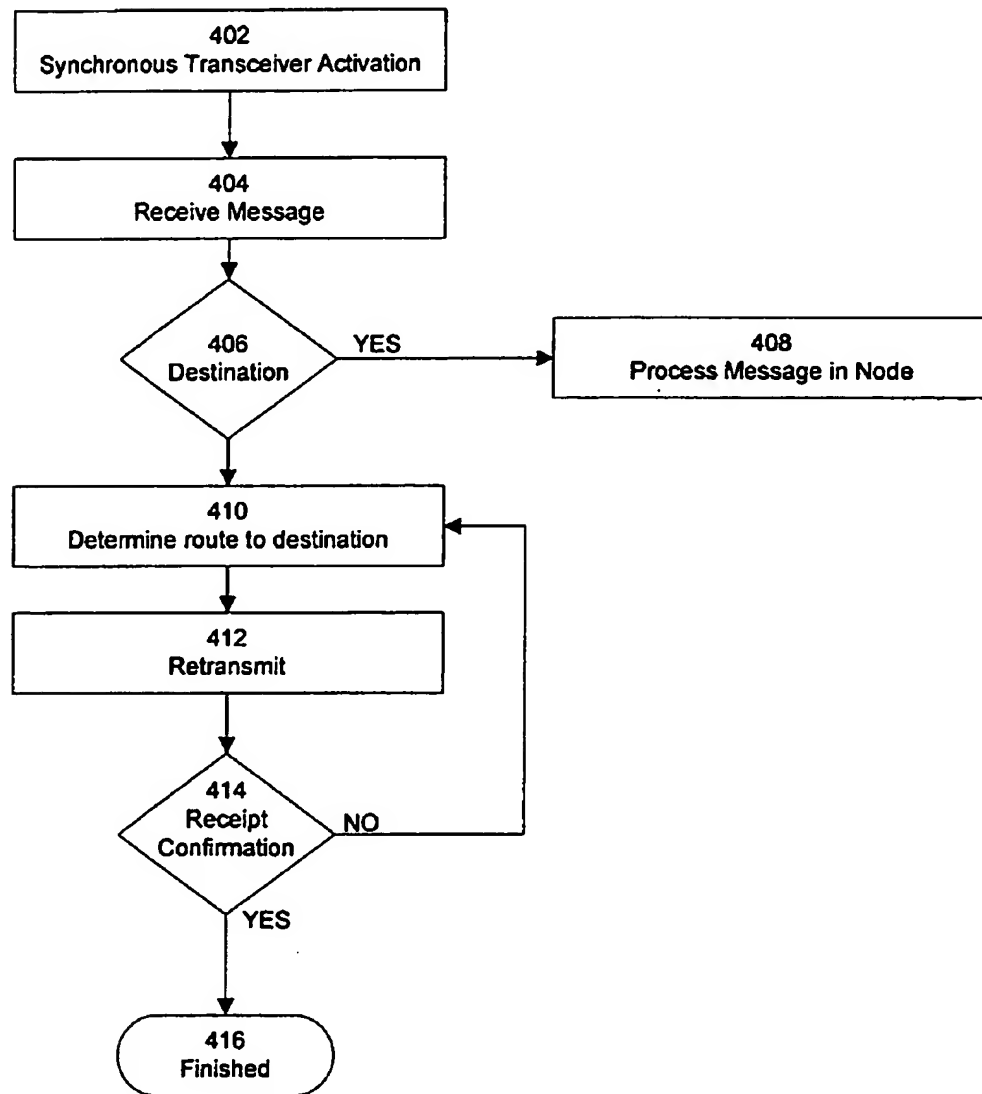 402
Synchronous Transceiver Activation
404
Receive Message
406
Destination
YES
408
Process Message in Node
410
Determine route to destination
412
Retransmit
414
Receipt
Confirmation
NO
YES
416
Finished